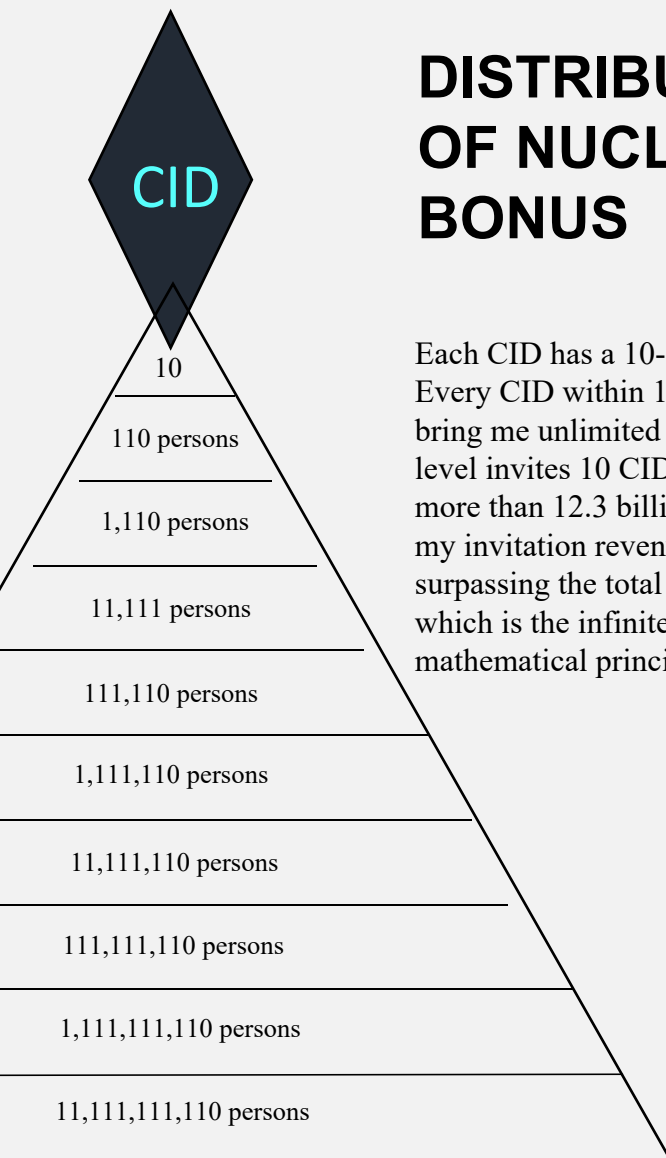 CID
DISTRIBU
OF NUCL
BONUS
10
110 persons
1,110 persons
11,111 persons
111,110 persons
1,111,110 persons
11,111,110 persons
111,111,110 persons
1,111,111,110 persons
11,111,111,110 persons
Each CID has a 10-
Every CID within 1
bring me unlimited
level invites 10 CID
more than 12.3 billi
my invitation reven
surpassing the total
which is the infinite
mathematical princi